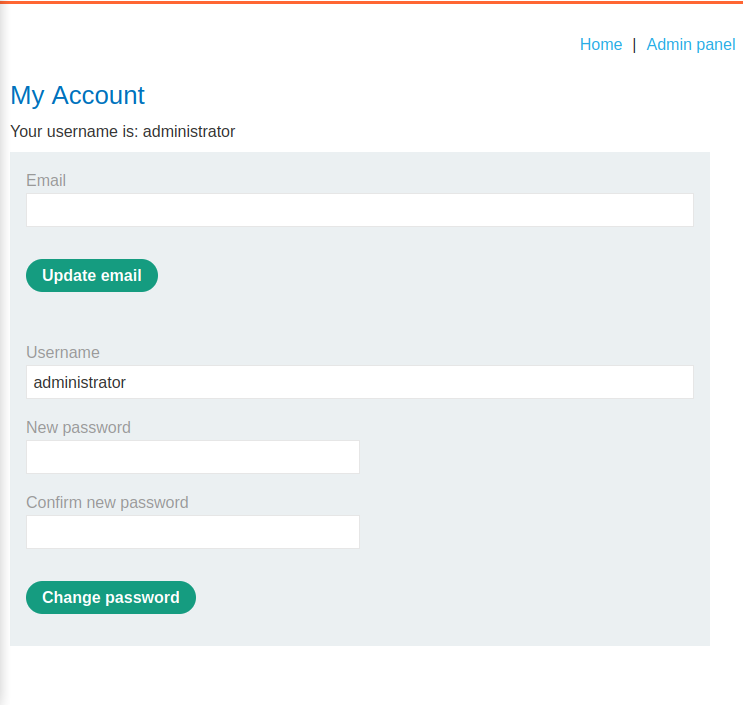 Home | Admin panel
My Account
Your username is: administrator
Email
Update email
Username
administrator
New password
Confirm new password
Change password